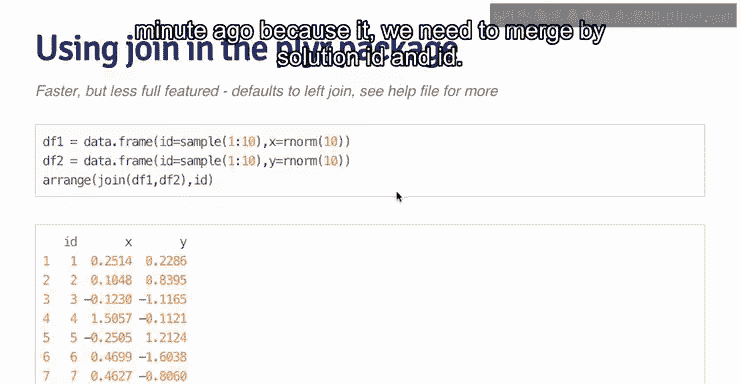 minute ago because it, we need to merge by
Using join in the plyr package
solution id and id.
Faster, but less full featured - defaults to left join, see help file for more
df1 = data.frame(id=sample(1:10),x=rnorm(10))
df2 = data.frame(id=sample(1:10),y=rnorm(10))
arrange(join(df1,df2),id)
id x y
1 1 0.2514 0.2286
2 2 0.1048 0.8395
3 3 -0.1230 -1.1165
4 4 1.5057 -0.1121
5 5 -0.2505 1.2124
6 6 0.4699 -1.6038
7 7 0.4627 -0.8060